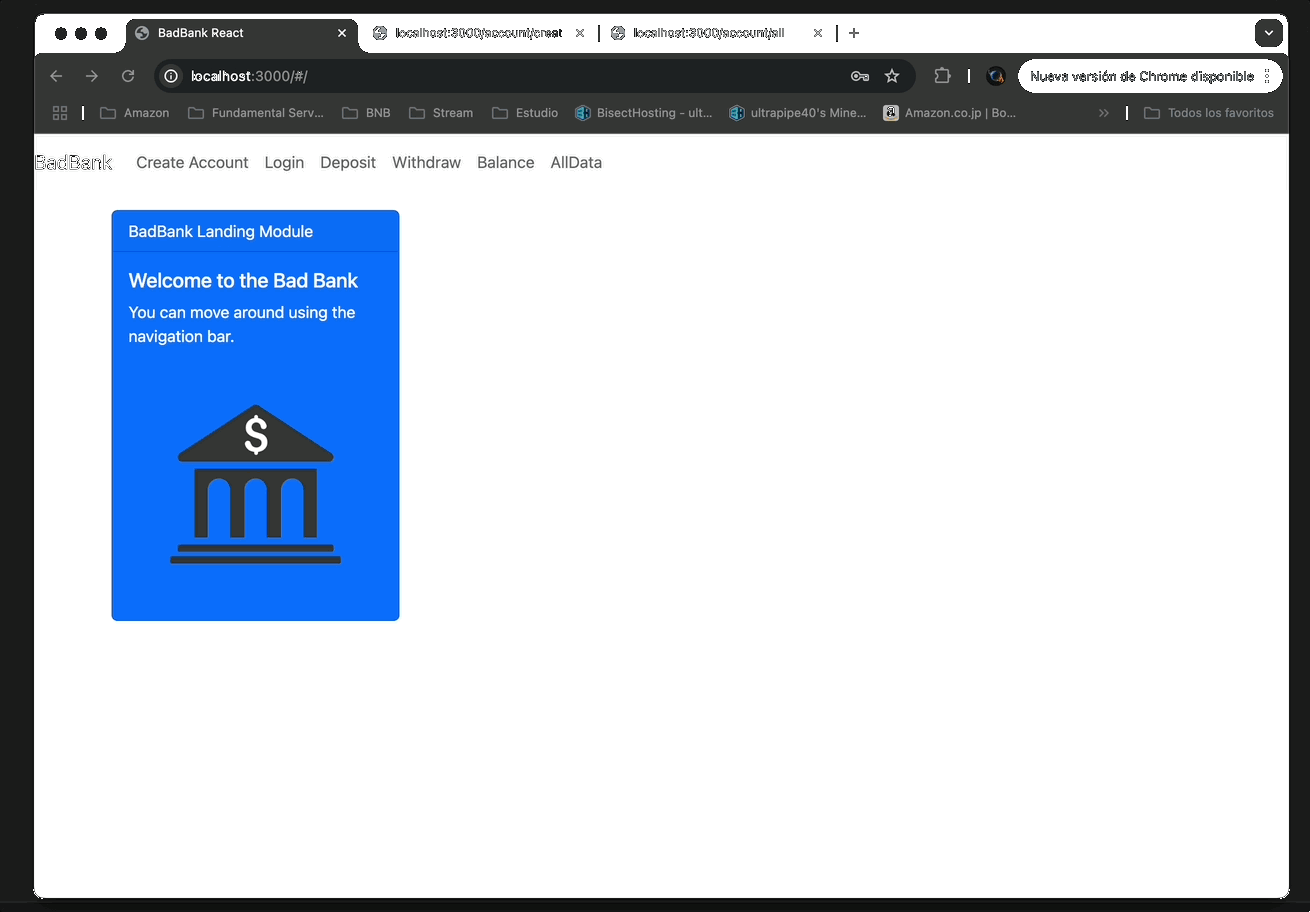 BadBank React
localhost:3000/account/creat
localhost:3000/account/all
localhost:3000/#/
Nueva versión de Chrome disponible
Amazon
Fundamental Serv...
BNB
Stream
Estudio
BisectHosting - ult...
ultrapipe40's Mine...
Amazon.co.jp | Bo...
Todos los favoritos
BadBank
Create Account
Login
Deposit
Withdraw
Balance
AllData
BadBank Landing Module
Welcome to the Bad Bank
You can move around using the
navigation bar.
$